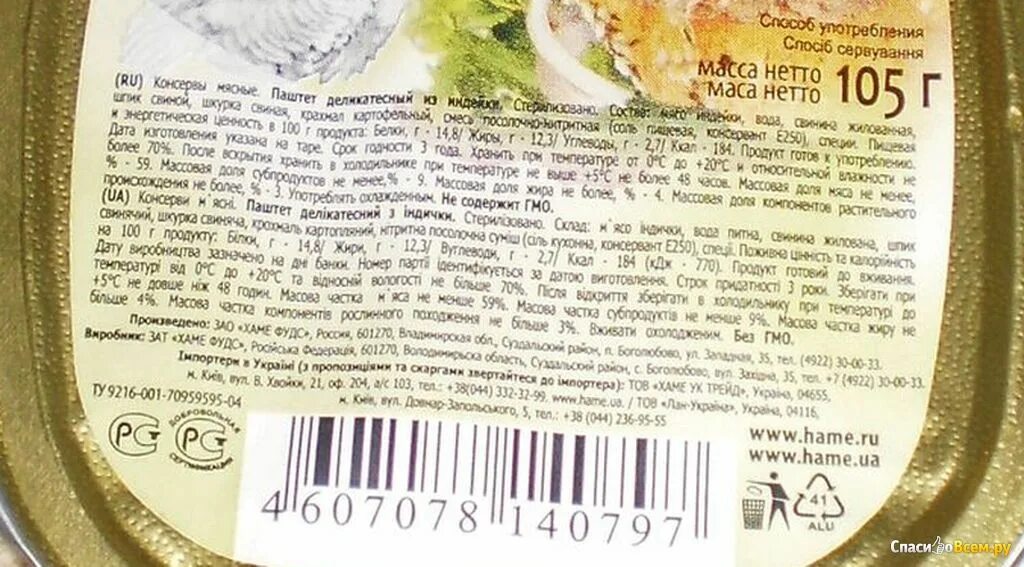 Способ употребления
Спосіб сервування
масса нетто
маса нетто
105 г
(RU) Консервы мясные. Паштет деликатесный из индейки. Стерилизовано. Состав: мясо индейки, вода, свинина жилованная,
шпик свиной, шкурка свиная, крахмал картофельный, смесь посолочно-нитритная (соль пищевая, консервант E250), специи. Пищевая
и энергетическая ценность в 100 г продукта: Белки, г - 14,8/ Жиры, г - 12,3/ Углеводы, г - 2,7/ Ккал - 184. Продукт готов к употреблению.
Дата изготовления указана на таре. Срок годности 3 года. Хранить при температуре от 0°C до +20°C и относительной влажности не
более 70%. После вскрытия хранить в холодильнике при температуре не выше +5°C не более 48 часов. Массовая доля мяса не менее,
% - 59. Массовая доля субпродуктов не менее,% - 9. Массовая доля жира не более, % - 4. Массовая доля компонентов растительного
происхождения не более, % - 3. Употреблять охлажденным. Не содержит ГМО.
(UA) Консерви м´ясні. Паштет делікатесний з індички. Стерилізовано. Склад: м´ясо індички, вода питна, свинина жилована, шпик
свинячий, шкурка свиняча, крохмаль картопляний, нітритна посолочна суміш (сіль кухонна, консервант E250), спеції. Поживна цінність та калорійність
на 100 г продукту: Білки, г - 14,8/ Жири, г - 12,3/ Вуглеводи, г - 2,7/ Ккал - 184 (кДж - 770). Продукт готовий до вживання.
Дату виробництва зазначено на дні банки. Номер партії ідентифікується за датою виготовлення. Строк придатності 3 роки. Зберігати при
температурі від 0°C до +20°C та відносній вологості не більше 70%. Після відкриття зберігати в холодильнику при температурі до
+5°C не довше ніж 48 годин. Масова частка м´яса не менше 59%. Масова частка субпродуктів не менше 9%. Масова частка жиру не
більше 4%. Масова частка компонентів рослинного походження не більше 3%. Вживати охолодженим. Без ГМО.
Произведено: ЗАО «ХАМЕ ФУДС», Россия, 601270, Владимирская обл., Суздальский район, п. Боголюбово, ул. Западная, 35, тел. (4922) 30-00-33.
Виробник: ЗАТ «ХАМЕ ФУДС», Російська Федерація, 601270, Володимирська область, Суздальський район, с. Боголюбово, вул. Західна, 35, тел. +7 (4922) 30-00-33.
Імпортери в Україні (з пропозиціями та скаргами звертайтеся до імпортера): ТОВ «ХАМЕ УК ТРЕЙД», Україна, 04655,
м. Київ, вул. В. Хвойки, 21, оф. 204, а/с 103, тел.: +38(044) 332-32-99. www.hame.ua. / ТОВ «Лан-Україна», Україна, 04116,
м. Київ, вул. Довнар-Запольського, 5, тел.: +38 (044) 236-95-55
ТУ 9216-001-70959595-04
ДОБРОВОЛЬНАЯ
СЕРТИФИКАЦИЯ
www.hame.ru
www.hame.ua
41
ALU
4 607078 140797
СпасибоВсем.ру